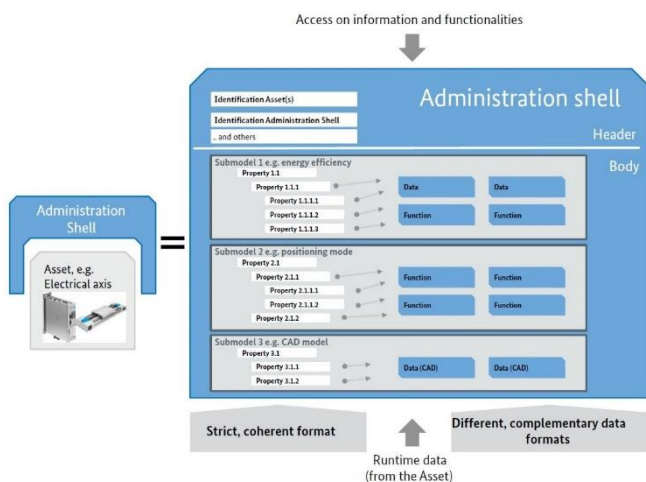 Access on information and functionalities
Administration shell
Identification Asset(s)
Identification Administration Shell
.. and others
Header
Body
Submodel 1 e.g. energy efficiency
Property 1.1
Property 1.1.1
Property 1.1.1.1
Property 1.1.1.2
Property 1.1.1.3
Data
Data
Function
Function
Submodel 2 e.g. positioning mode
Property 2.1
Property 2.1.1
Property 2.1.1.1
Property 2.1.1.2
Property 2.1.2
Function
Function
Function
Function
Submodel 3 e.g. CAD model
Property 3.1
Property 3.1.1
Property 3.1.2
Data (CAD)
Data (CAD)
Administration
Shell
=
Asset, e.g.
Electrical axis
Strict, coherent format
Different, complementary data
formats
Runtime data
(from the Asset)